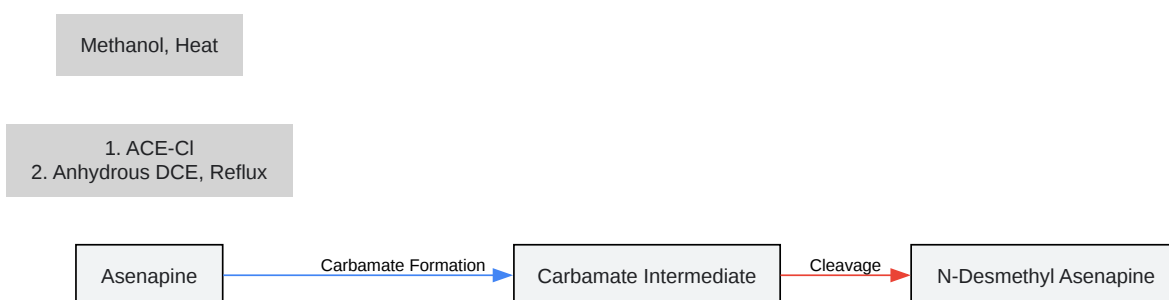 Methanol, Heat
1. ACE-Cl
2. Anhydrous DCE, Reflux
Asenapine
Carbamate Formation
Carbamate Intermediate
Cleavage
N-Desmethyl Asenapine